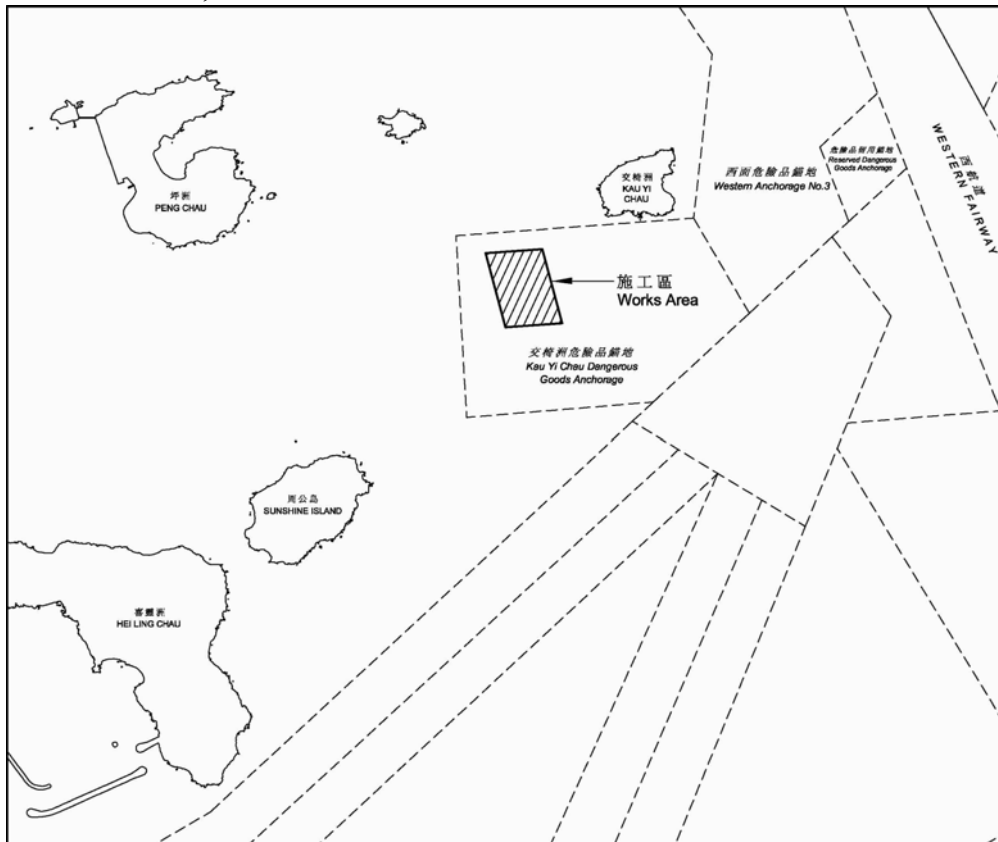 坪洲
PENG CHAU
交椅洲
KAU YI
CHAU
西面危險品錨地
Western Anchorage No.3
危險品留用錨地
Reserved Dangerous
Goods Anchorage
西航道
WESTERN FAIRWAY
施工區
Works Area
交椅洲危險品錨地
Kau Yi Chau Dangerous
Goods Anchorage
周公島
SUNSHINE ISLAND
喜靈洲
HEI LING CHAU